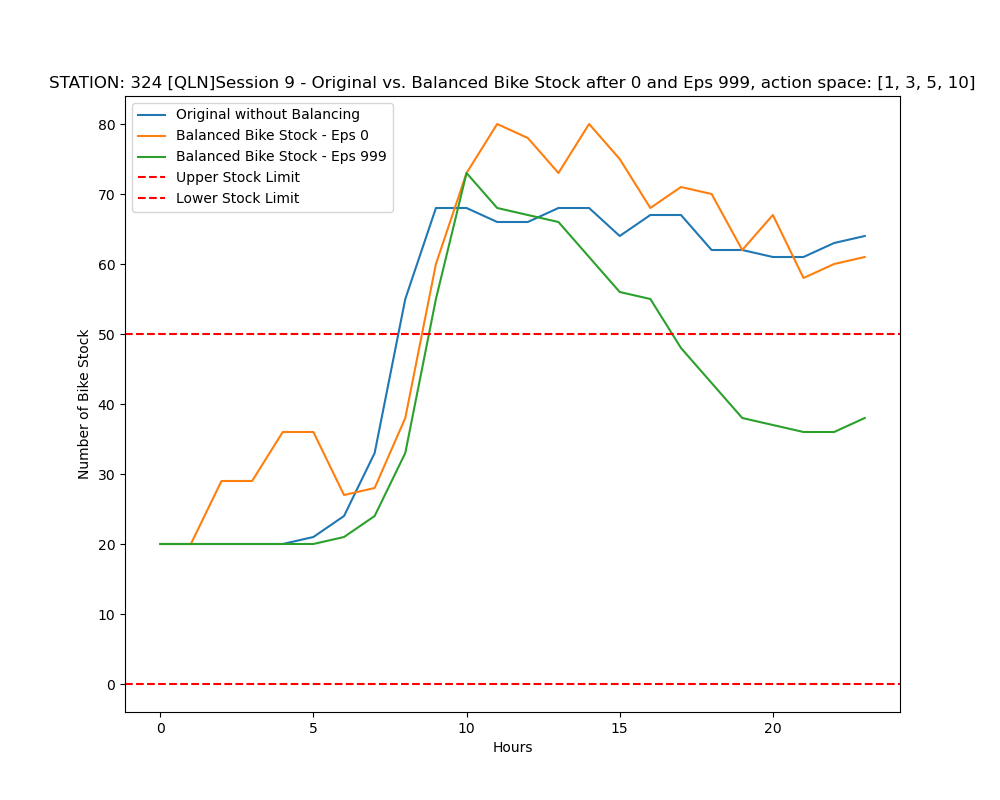 STATION: 324 [QLN]Session 9 - Original vs. Balanced Bike Stock after 0 and Eps 999, action space: [1, 3, 5, 10]
Original without Balancing
Balanced Bike Stock - Eps 0
Balanced Bike Stock - Eps 999
Upper Stock Limit
Lower Stock Limit
Number of Bike Stock
80
70
60
50
40
30
20
10
0
0 5 10 15 20
Hours